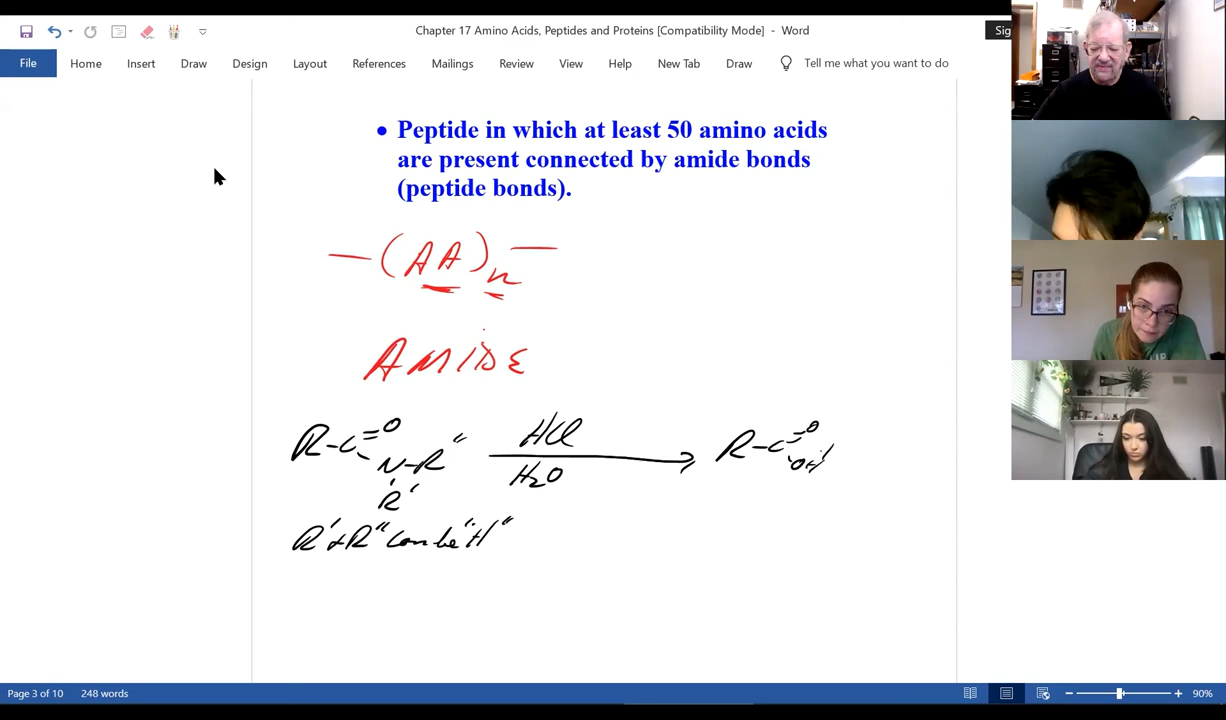 Chapter 17 Amino Acids, Peptides and Proteins [Compatibility Mode] - Word
Sig
File Home Insert Draw Design Layout References Mailings Review View Help New Tab Draw Tell me what you want to do
• Peptide in which at least 50 amino acids
are present connected by amide bonds
(peptide bonds).
—(AA)n—
AMIDE
R-C=O N-R" R' HCl H2O → R-C=O OH
R' & R" can be "H"
Page 3 of 10 248 words 90%